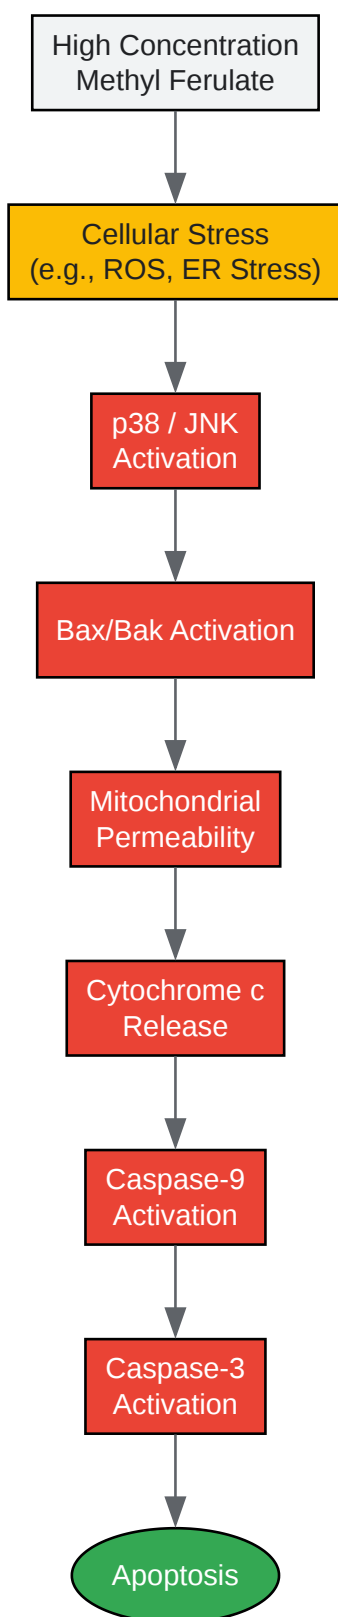 High Concentration
Methyl Ferulate
Cellular Stress
(e.g., ROS, ER Stress)
p38 / JNK
Activation
Bax/Bak Activation
Mitochondrial
Permeability
Cytochrome c
Release
Caspase-9
Activation
Caspase-3
Activation
Apoptosis